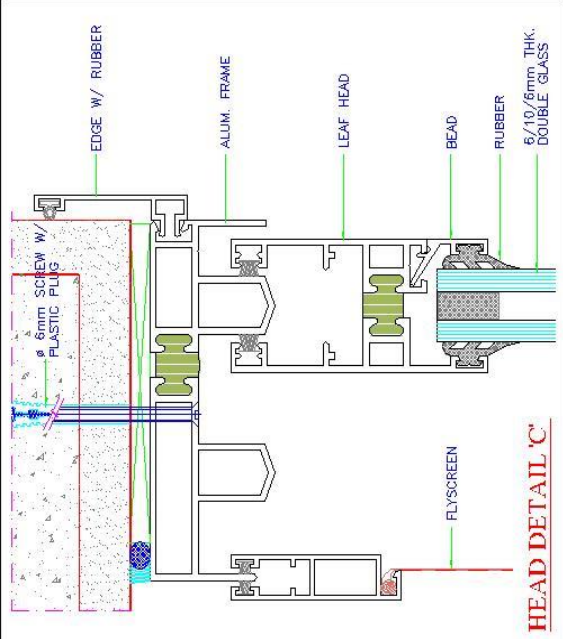 EDGE W/ RUBBER
ALUM. FRAME
LEAF HEAD
BEAD
RUBBER
6/10/6mm THK.
DOUBLE GLASS
ø 6mm SCREW W/
PLASTIC PLUG
FLYSCREEN
HEAD DETAIL 'C'